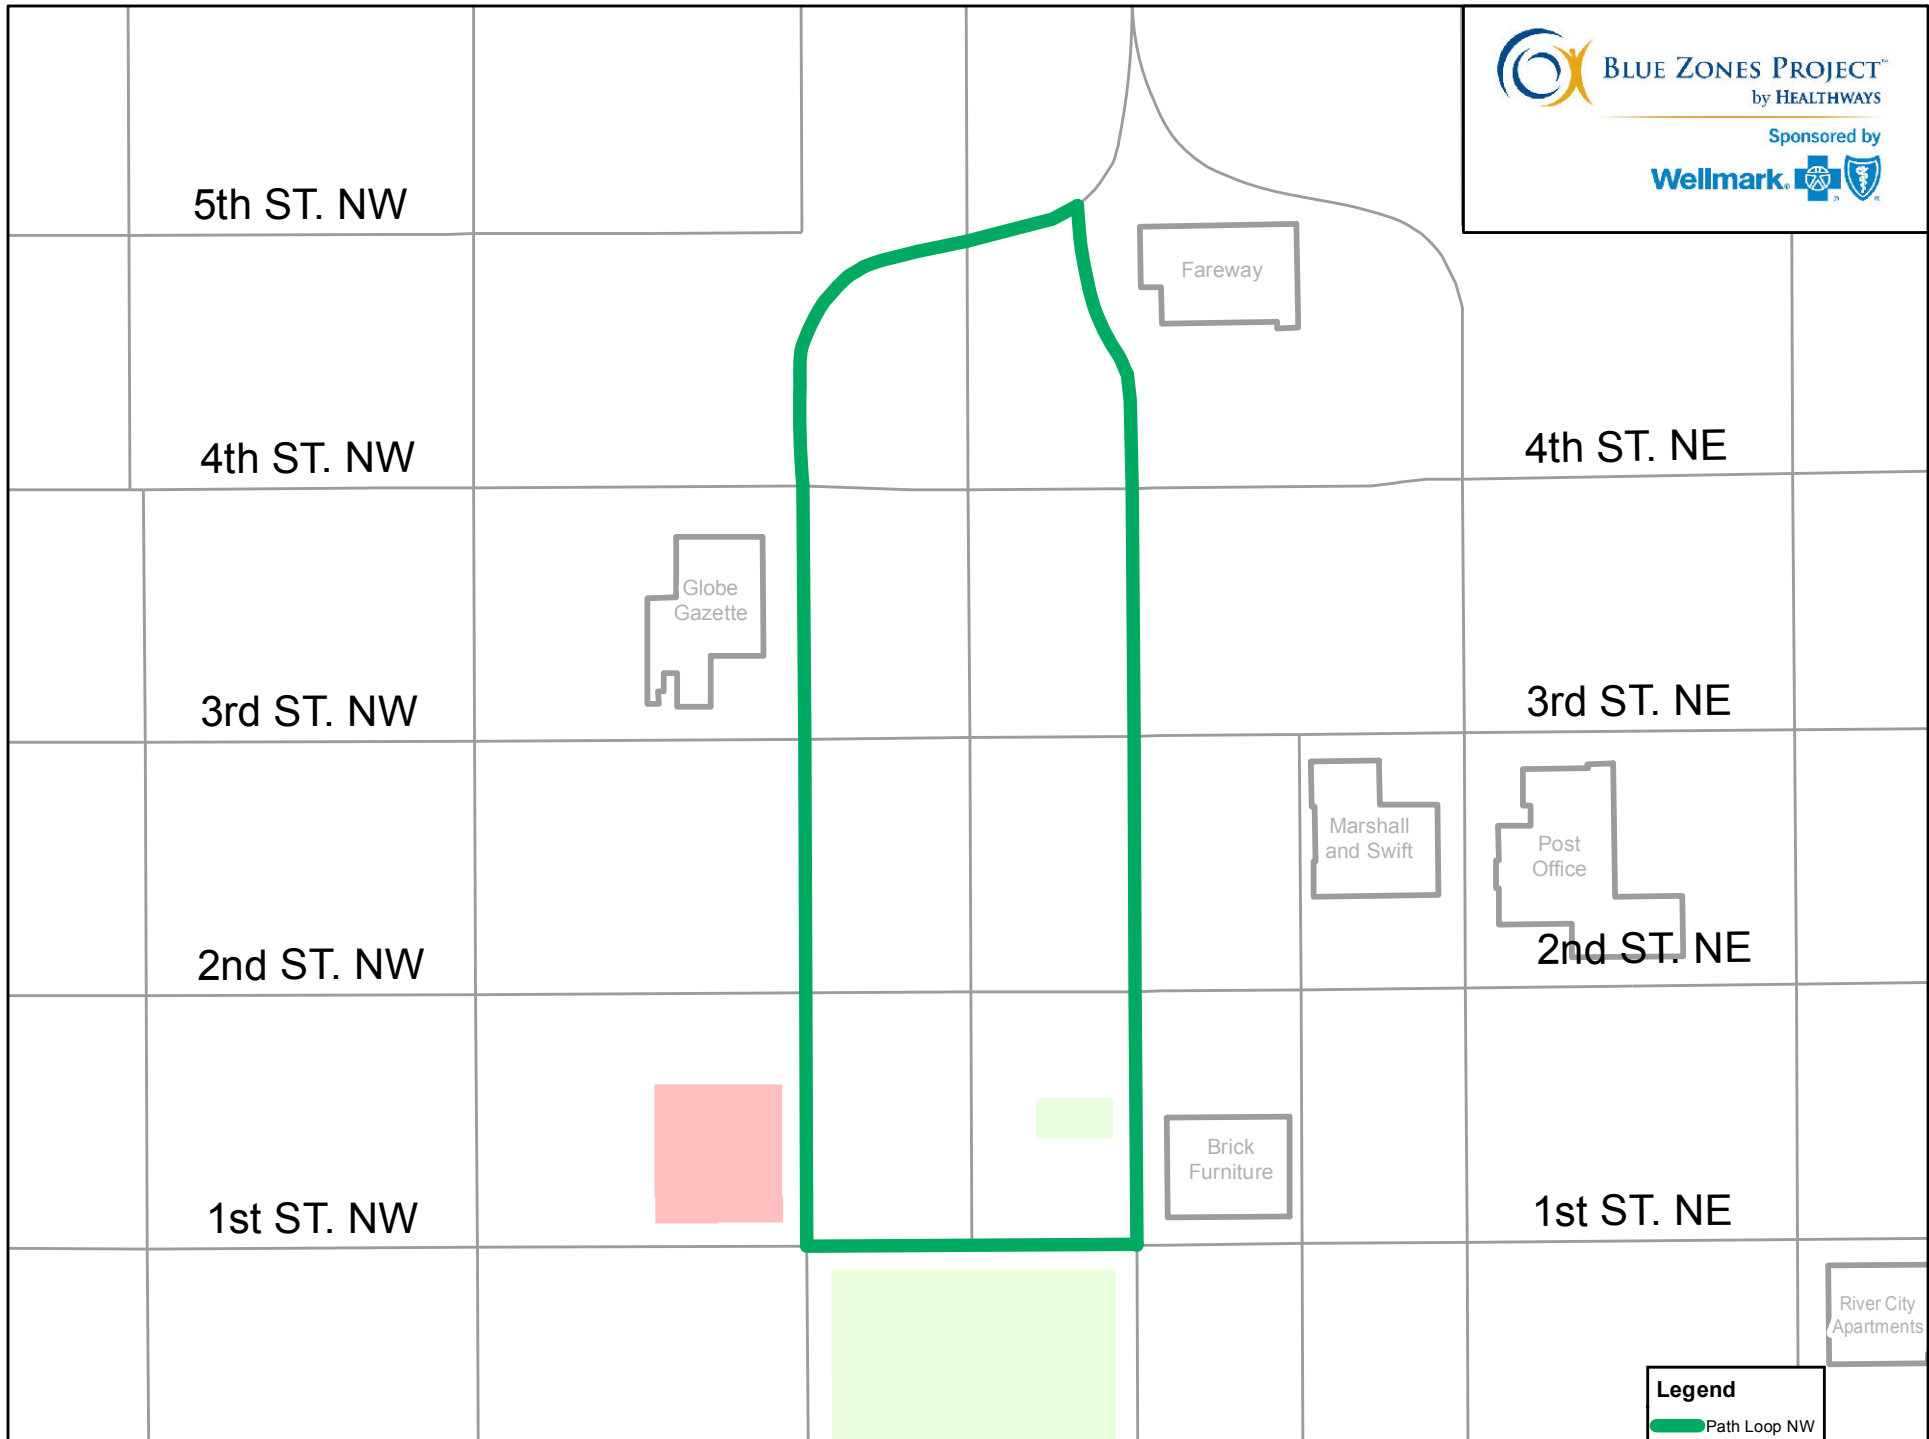 BLUE ZONES PROJECT™
by HEALTHWAYS
Sponsored by
Wellmark.
5th ST. NW
Fareway
4th ST. NW
4th ST. NE
Globe
Gazette
3rd ST. NW
3rd ST. NE
Marshall
and Swift
Post
Office
2nd ST. NW
2nd ST. NE
Brick
Furniture
1st ST. NW
1st ST. NE
River City
Apartments
Legend
Path Loop NW